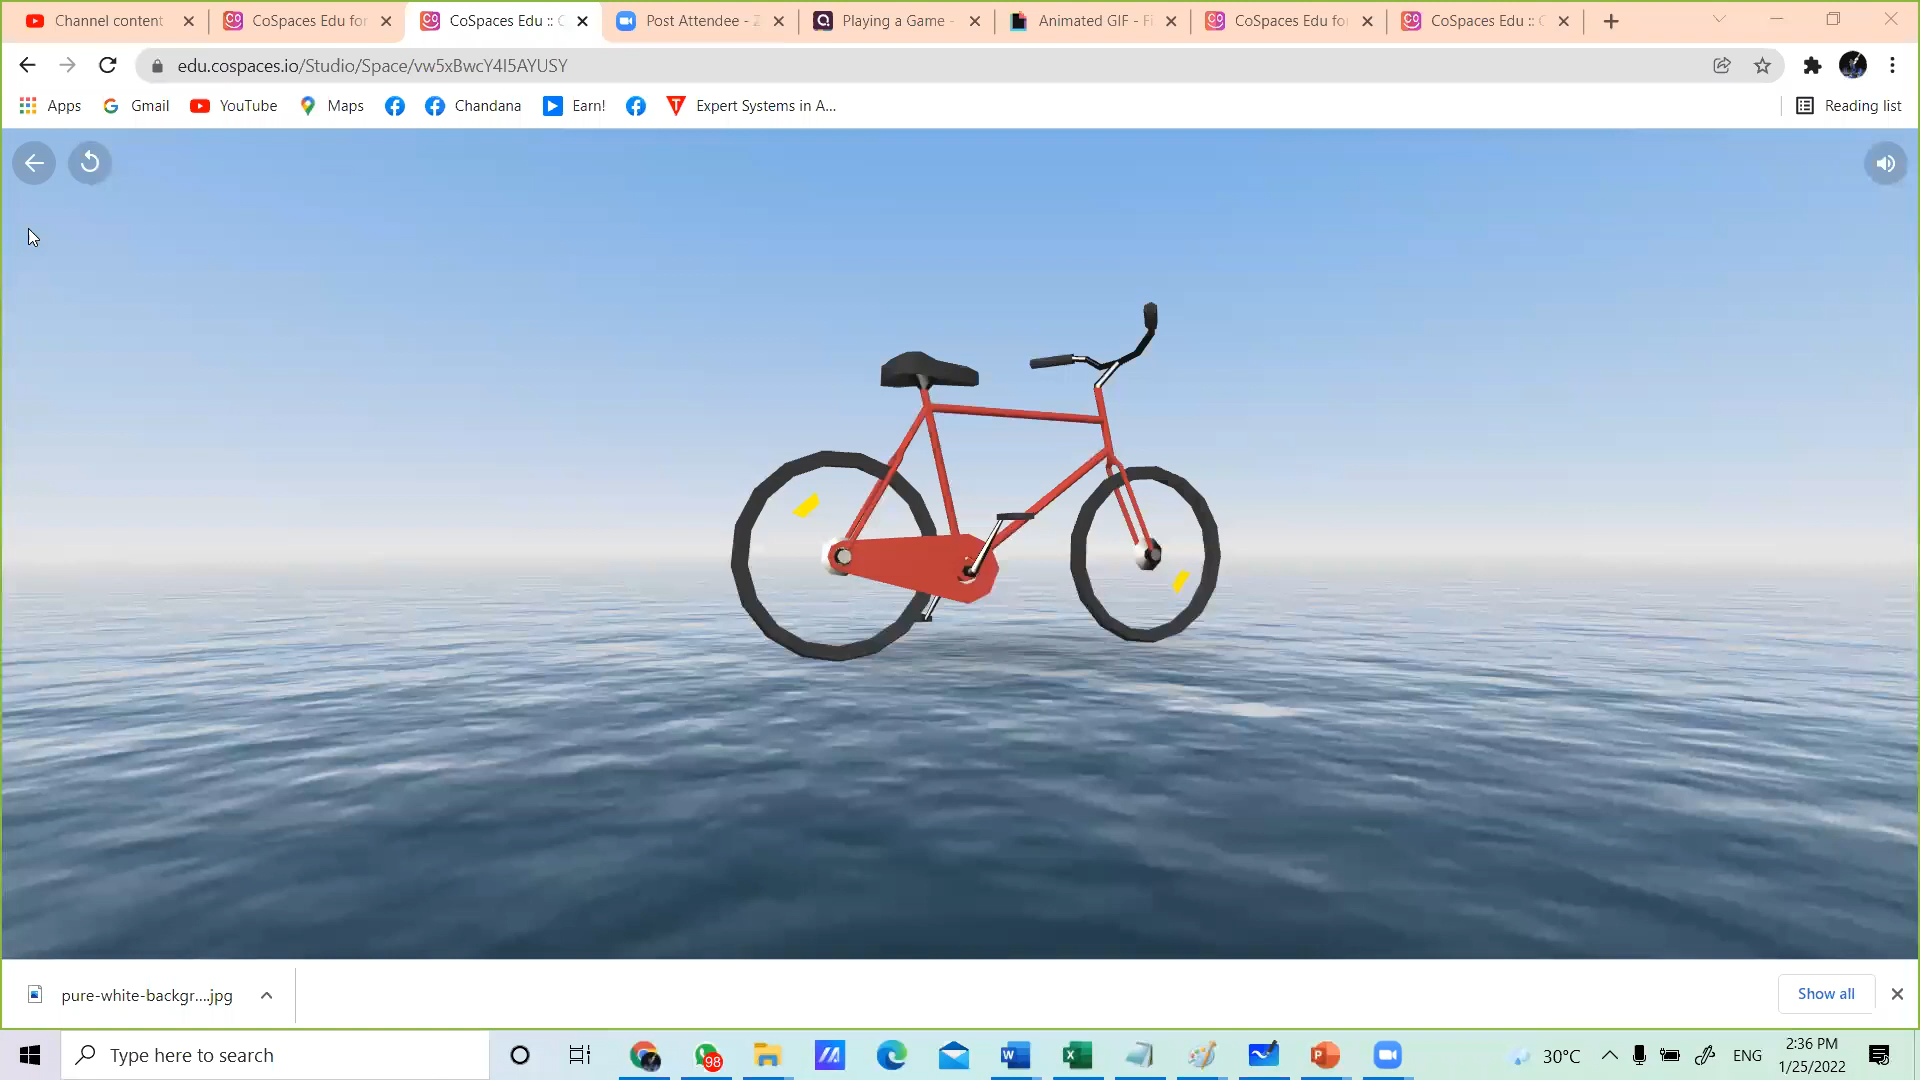 Channel content
CoSpaces Edu for
CoSpaces Edu :: C
Post Attendee - Z
Playing a Game -
Animated GIF - Fi
CoSpaces Edu fo
CoSpaces Edu :: C
edu.cospaces.io/Studio/Space/vw5xBwcY4I5AYUSY
Apps
Gmail
YouTube
Maps
Chandana
Earn!
Expert Systems in A...
Reading list
pure-white-backgr....jpg
Show all
Type here to search
98
30°C
ENG
2:36 PM
1/25/2022